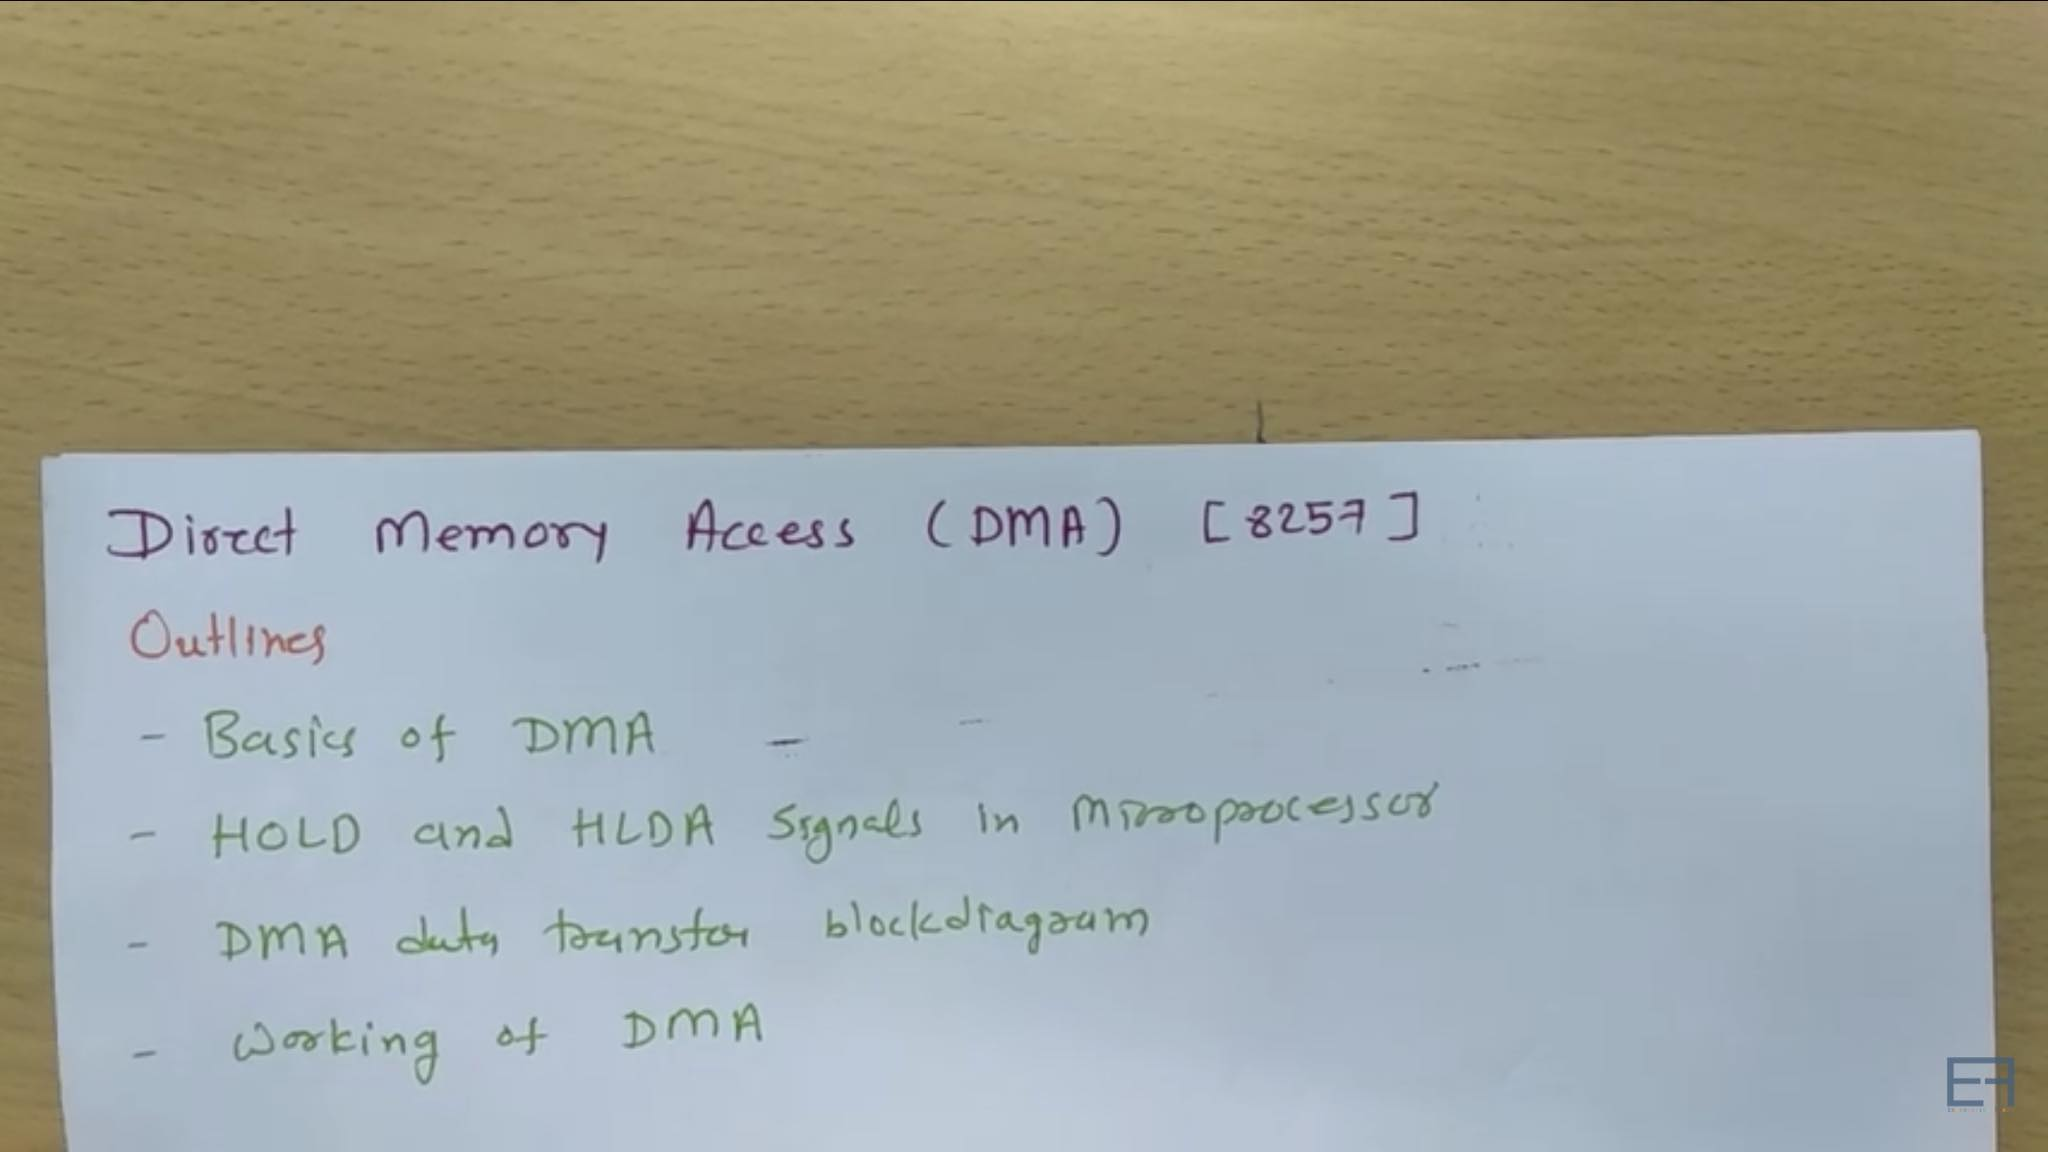 Direct Memory Access (DMA) [8257]
Outlines
- Basics of DMA
- HOLD and HLDA Signals in Microprocessor
- DMA data transfer blockdiagram
- Working of DMA
EF